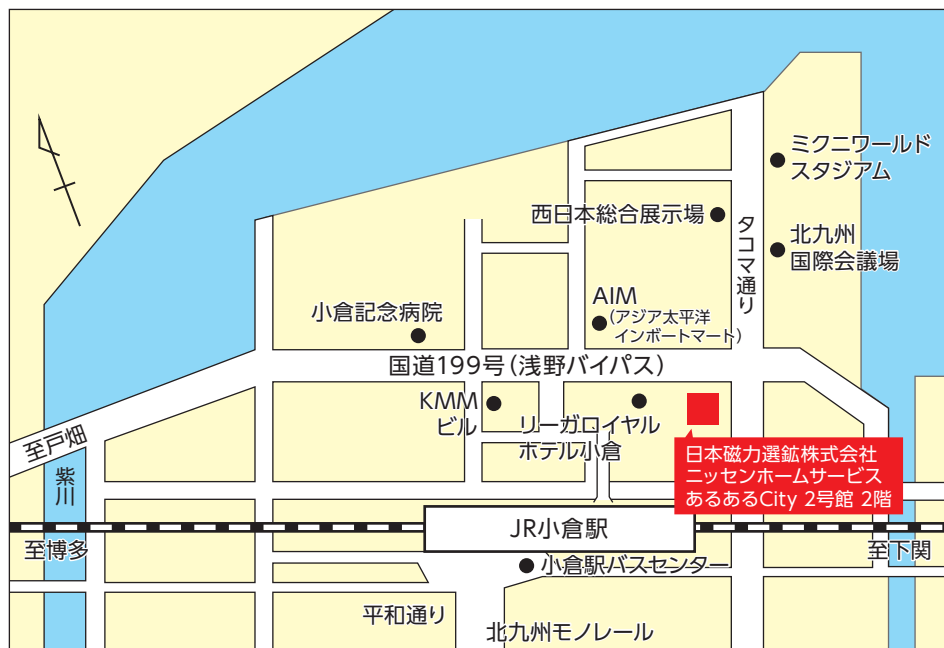 ミクニワールド
スタジアム
西日本総合展示場
タコマ通り
北九州
国際会議場
小倉記念病院
AIM
(アジア太平洋
インポートマート)
国道199号(浅野バイパス)
KMM
ビル
リーガロイヤル
ホテル小倉
至戸畑
紫川
日本磁力選鉱株式会社
ニッセンホームサービス
あるあるCity 2号館 2階
JR小倉駅
至博多
至下関
小倉駅バスセンター
平和通り
北九州モノレール